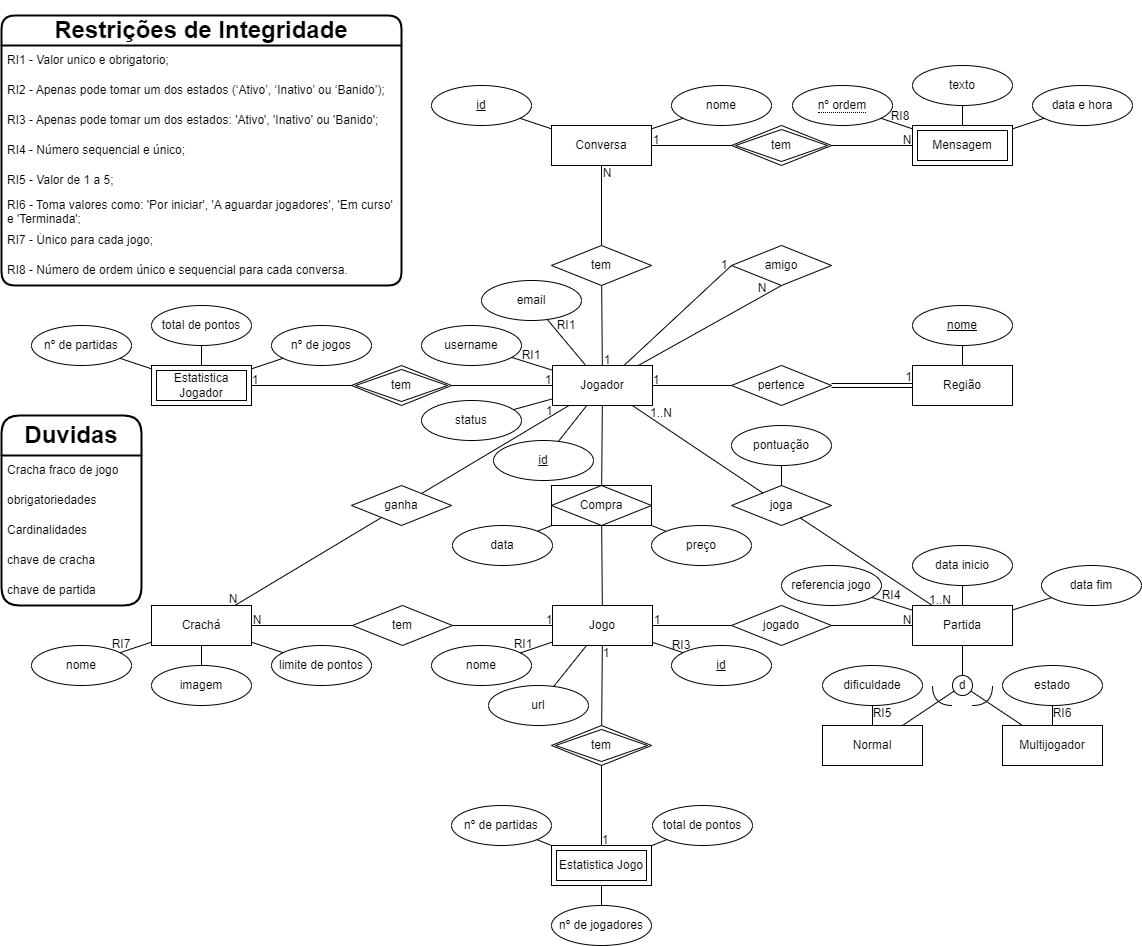 Restrições de Integridade
RI1 - Valor unico e obrigatorio;
RI2 - Apenas pode tomar um dos estados (‘Ativo’, ‘Inativo’ ou ‘Banido’);
RI3 - Apenas pode tomar um dos estados: 'Ativo', 'Inativo' ou 'Banido';
RI4 - Número sequencial e único;
RI5 - Valor de 1 a 5;
RI6 - Toma valores como: 'Por iniciar', 'A aguardar jogadores', 'Em curso'
e 'Terminada';
RI7 - Único para cada jogo;
RI8 - Número de ordem único e sequencial para cada conversa.
texto
id
nome
nº ordem
data e hora
RI8
Conversa
1
tem
N
Mensagem
N
tem
1
amigo
N
email
RI1
total de pontos
nº de partidas
nº de jogos
username
RI1
nome
1
Estatistica
Jogador
1
tem
1
Jogador
1
pertence
1
Região
status
1
1..N
Duvidas
Cracha fraco de jogo
obrigatoriedades
Cardinalidades
chave de cracha
chave de partida
id
pontuação
ganha
Compra
joga
data
preço
data inicio
referencia jogo
RI4
data fim
N
1..N
Crachá
N
tem
1
Jogo
1
jogado
N
Partida
RI7
RI1
RI3
nome
limite de pontos
nome
1
id
imagem
url
dificuldade
d
estado
RI5
RI6
tem
Normal
Multijogador
nº de partidas
total de pontos
1
Estatistica Jogo
nº de jogadores